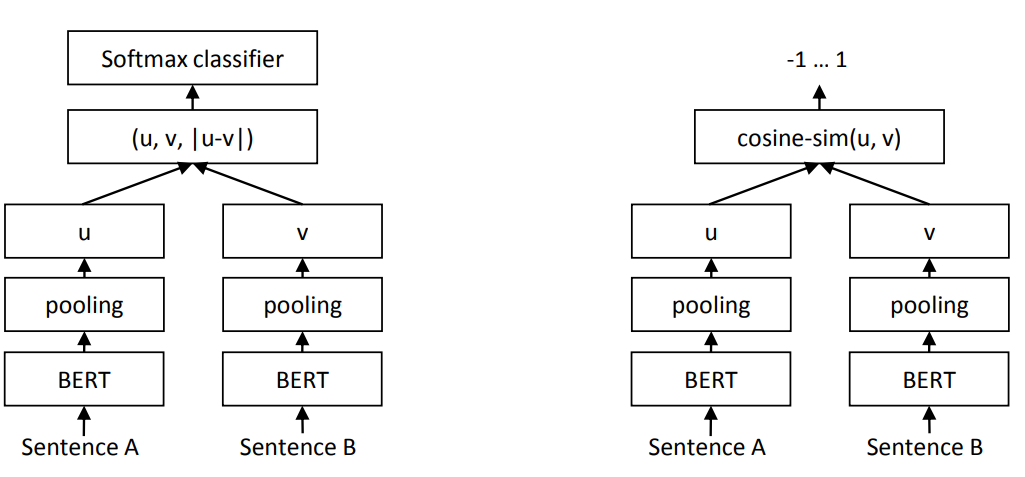 Softmax classifier
(u, v, |u-v|)
u
v
pooling
pooling
BERT
BERT
Sentence A
Sentence B
-1 … 1
cosine-sim(u, v)
u
v
pooling
pooling
BERT
BERT
Sentence A
Sentence B